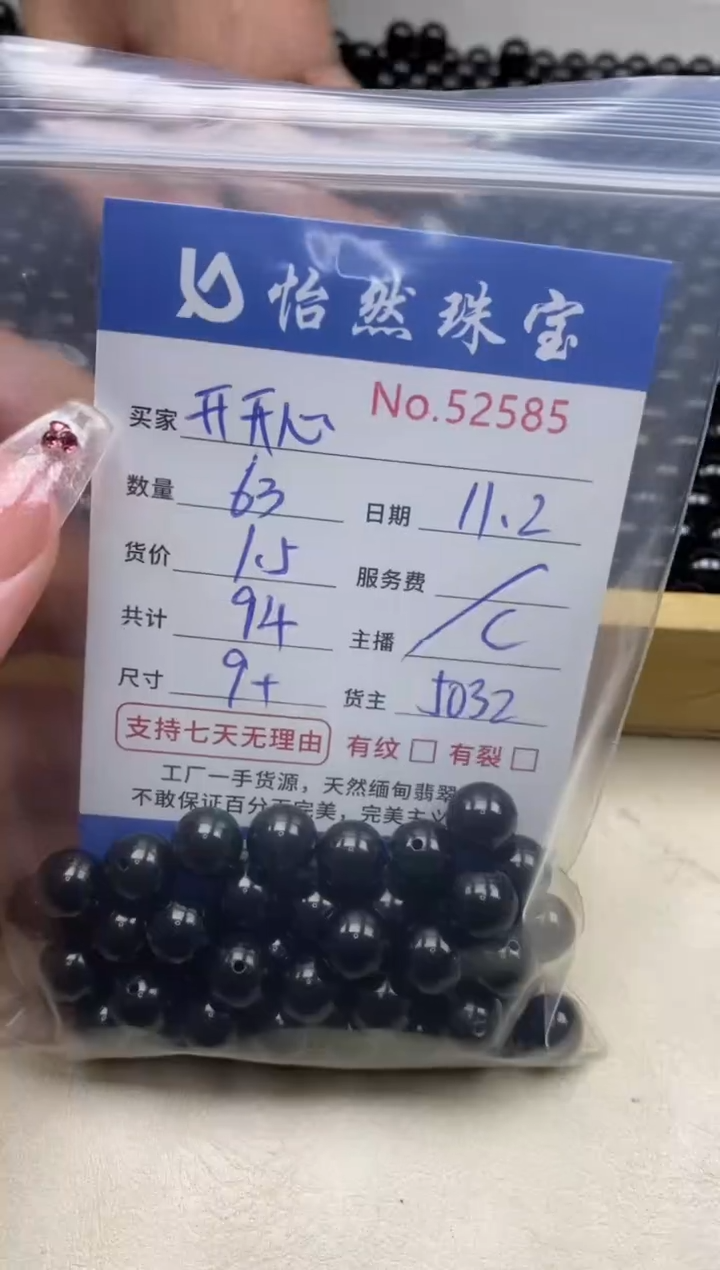 怡然珠宝
No.52585
买家 开开心
数量 63 日期 11.2
货价 1.5 服务费 /
共计 94 主播 C
尺寸 9+ 货主 5032
支持七天无理由 有纹 □ 有裂 □
工厂一手货源，天然缅甸翡翠
不敢保证百分百完美，完美主义